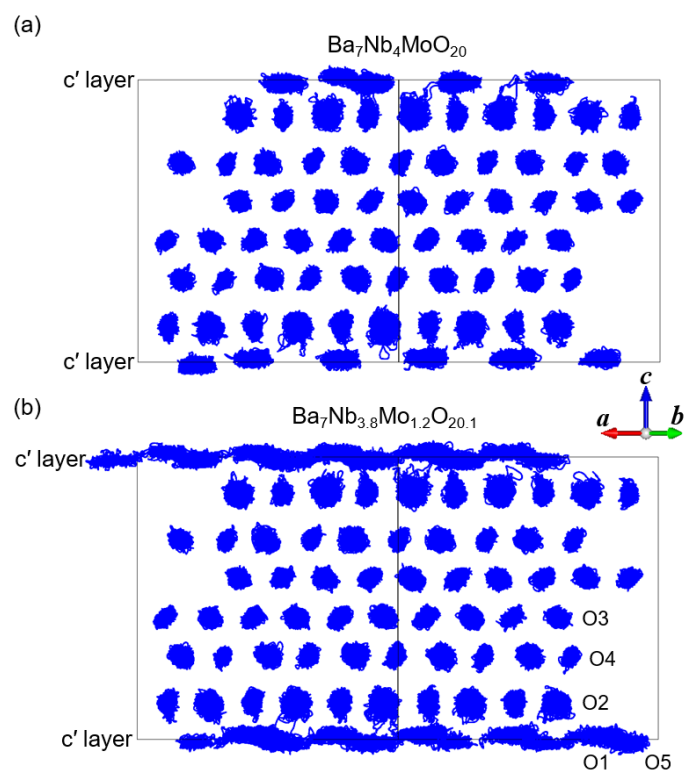 (a)
Ba₇Nb₄MoO₂₀
c′ layer
c′ layer
c
a b
(b)
Ba₇Nb₃.₈Mo₁.₂O₂₀.₁
c′ layer
O3
O4
O2
c′ layer
O1 O5